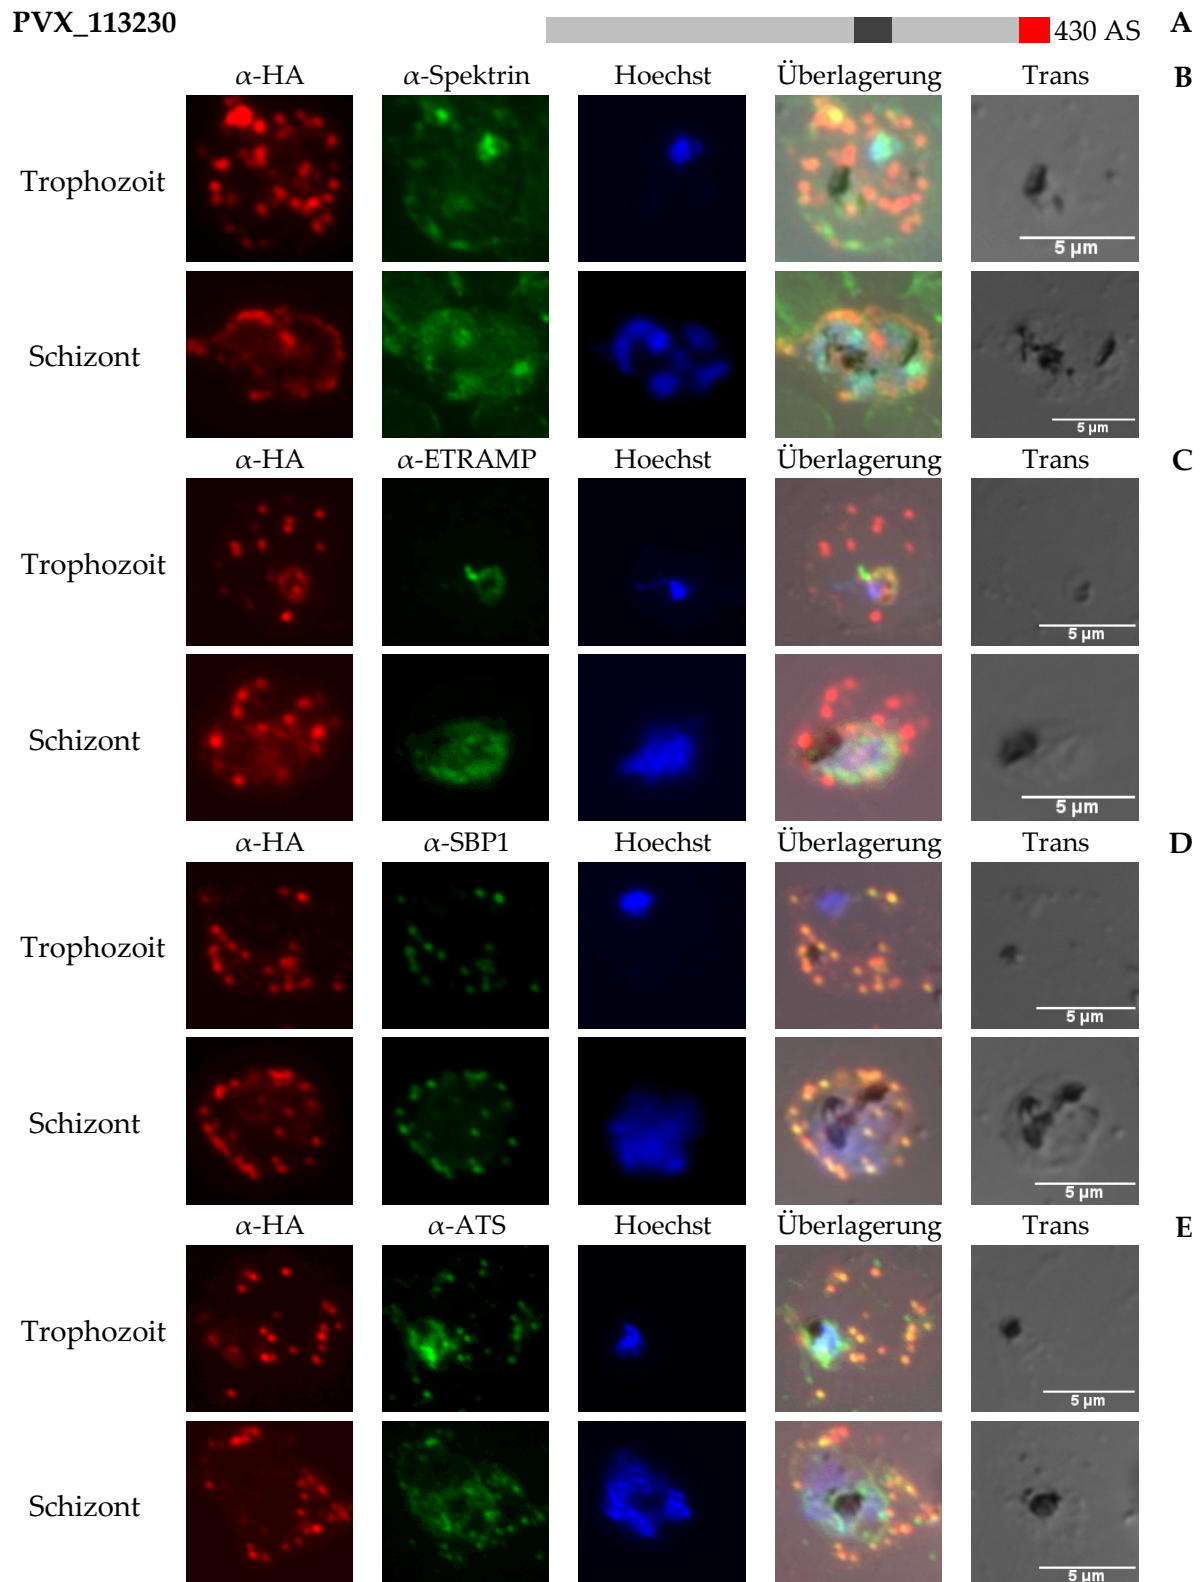 PVX_113230 430 AS A
α-HA α-Spektrin Hoechst Überlagerung Trans B
Trophozoit
5 µm
Schizont
5 µm
α-HA α-ETRAMP Hoechst Überlagerung Trans C
Trophozoit
5 µm
Schizont
5 µm
α-HA α-SBP1 Hoechst Überlagerung Trans D
Trophozoit
5 µm
Schizont
5 µm
α-HA α-ATS Hoechst Überlagerung Trans E
Trophozoit
5 µm
Schizont
5 µm